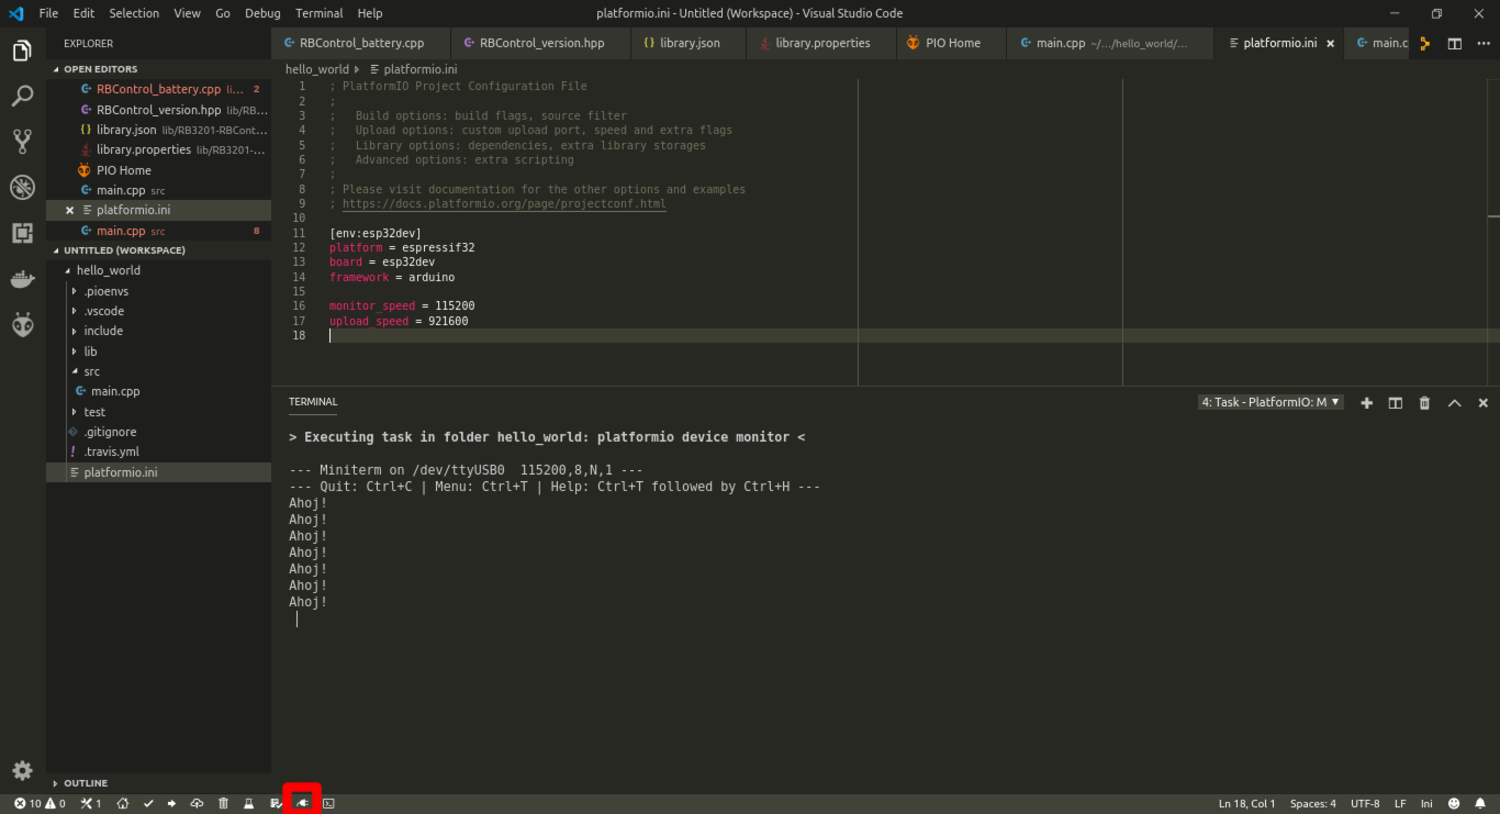 File Edit Selection View Go Debug Terminal Help
platformio.ini - Untitled (Workspace) - Visual Studio Code
EXPLORER
OPEN EDITORS
RBControl_battery.cpp li... 2
RBControl_version.hpp lib/RB...
{} library.json lib/RB3201-RBCont...
library.properties lib/RB3201-...
PIO Home
main.cpp src
platformio.ini
main.cpp src 8
UNTITLED (WORKSPACE)
hello_world
.pioenvs
.vscode
include
lib
src
main.cpp
test
.gitignore
! .travis.yml
platformio.ini
OUTLINE
RBControl_battery.cpp RBControl_version.hpp {} library.json library.properties PIO Home main.cpp ~/.../hello_world/... platformio.ini main.c
hello_world platformio.ini
1 ; PlatformIO Project Configuration File
2 ;
3 ; Build options: build flags, source filter
4 ; Upload options: custom upload port, speed and extra flags
5 ; Library options: dependencies, extra library storages
6 ; Advanced options: extra scripting
7 ;
8 ; Please visit documentation for the other options and examples
9 ; https://docs.platformio.org/page/projectconf.html
10
11 [env:esp32dev]
12 platform = espressif32
13 board = esp32dev
14 framework = arduino
15
16 monitor_speed = 115200
17 upload_speed = 921600
18
TERMINAL
4: Task - PlatformIO: M
> Executing task in folder hello_world: platformio device monitor <
--- Miniterm on /dev/ttyUSB0  115200,8,N,1 ---
--- Quit: Ctrl+C | Menu: Ctrl+T | Help: Ctrl+T followed by Ctrl+H ---
Ahoj!
Ahoj!
Ahoj!
Ahoj!
Ahoj!
Ahoj!
Ahoj!
10 0 1
Ln 18, Col 1 Spaces: 4 UTF-8 LF Ini